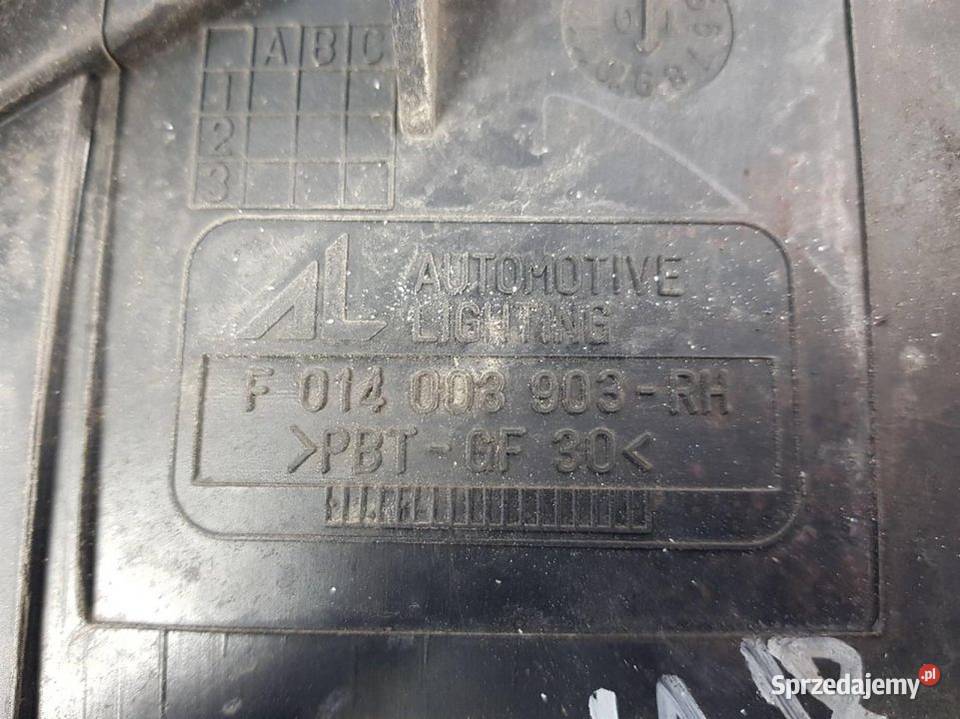 A B C
1
2
3
AL AUTOMOTIVE
LIGHTING
F 014 003 903-RH
>PBT-GF 30<
Sprzedajemy.pl